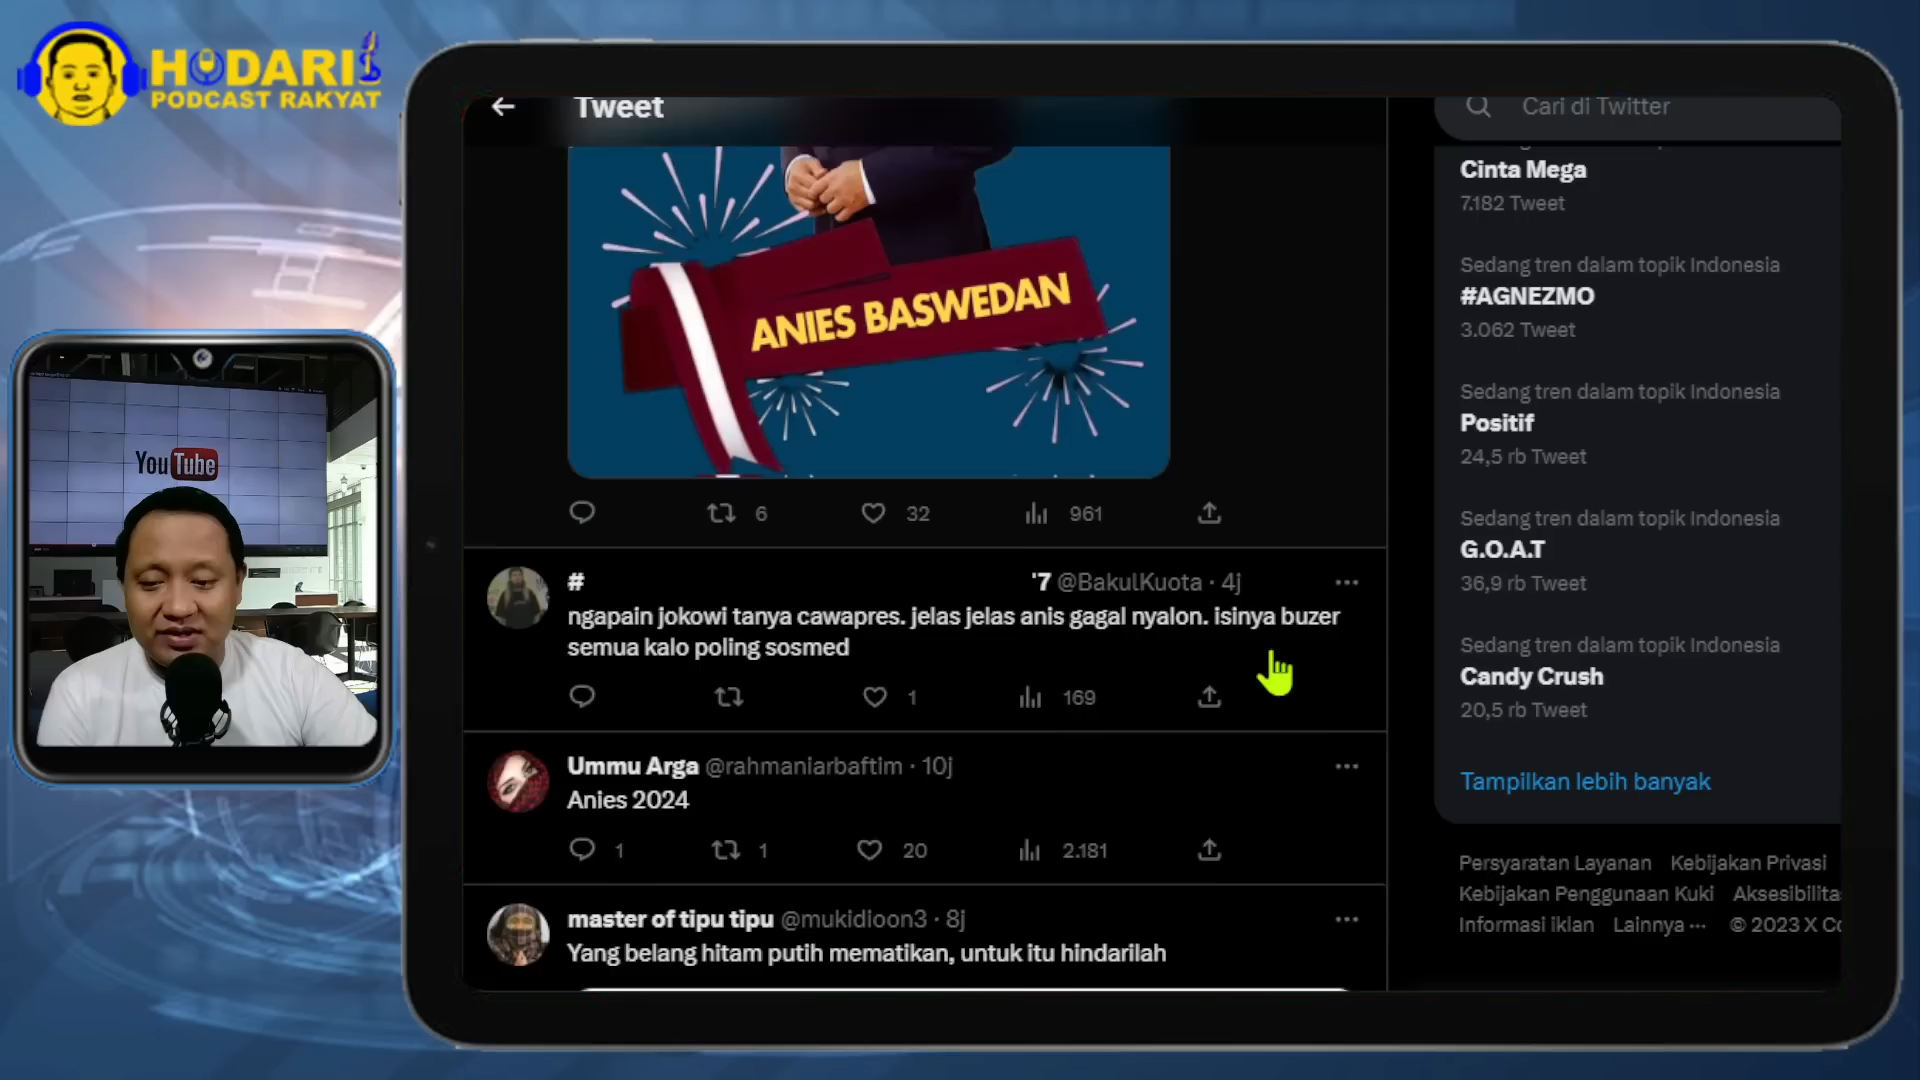 HODARI
PODCAST RAKYAT
YouTube
Tweet
ANIES BASWEDAN
6
32
961
# '7 @BakulKuota · 4j
ngapain jokowi tanya cawapres. jelas jelas anis gagal nyalon. isinya buzer
semua kalo poling sosmed
1
169
Ummu Arga @rahmaniarbaftim · 10j
Anies 2024
1
1
20
2.181
master of tipu tipu @mukidioon3 · 8j
Yang belang hitam putih mematikan, untuk itu hindarilah
Cari di Twitter
Cinta Mega
7.182 Tweet
Sedang tren dalam topik Indonesia
#AGNEZMO
3.062 Tweet
Sedang tren dalam topik Indonesia
Positif
24,5 rb Tweet
Sedang tren dalam topik Indonesia
G.O.A.T
36,9 rb Tweet
Sedang tren dalam topik Indonesia
Candy Crush
20,5 rb Tweet
Tampilkan lebih banyak
Persyaratan Layanan Kebijakan Privasi
Kebijakan Penggunaan Kuki Aksesibilita
Informasi iklan Lainnya ··· © 2023 X Co